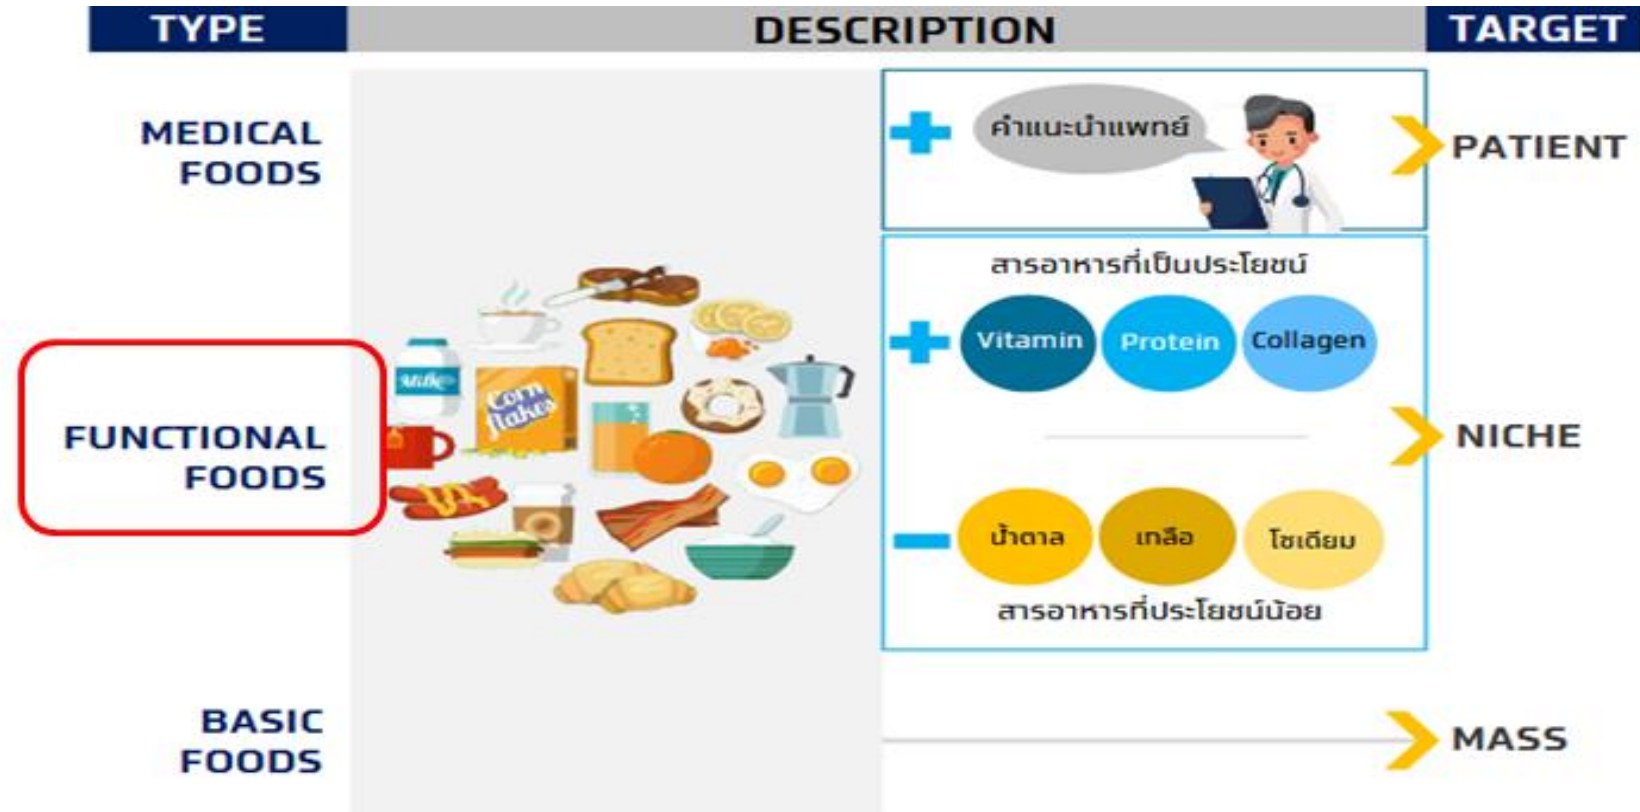 TYPE
DESCRIPTION
TARGET
MEDICAL
FOODS
คำแนะนำแพทย์
PATIENT
สารอาหารที่เป็นประโยชน์
Vitamin
Protein
Collagen
Milk
Corn
flakes
FUNCTIONAL
FOODS
NICHE
น้ำตาล
เกลือ
โซเดียม
สารอาหารที่ประโยชน์น้อย
BASIC
FOODS
MASS